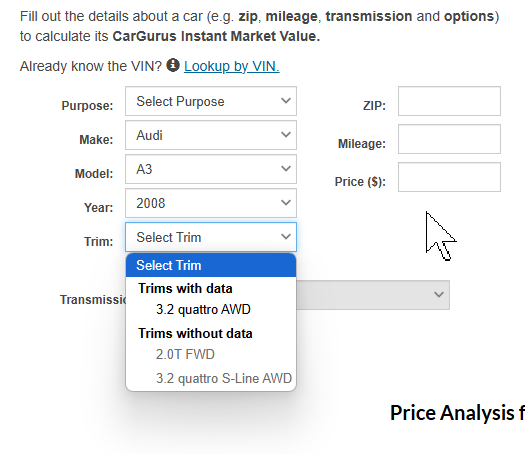 Fill out the details about a car (e.g. zip, mileage, transmission and options)
to calculate its CarGurus Instant Market Value.
Already know the VIN? Lookup by VIN.
Purpose: Select Purpose
ZIP:
Make: Audi
Mileage:
Model: A3
Price ($):
Year: 2008
Trim: Select Trim
Select Trim
Trims with data
Transmissi
3.2 quattro AWD
Trims without data
2.0T FWD
3.2 quattro S-Line AWD
Price Analysis f